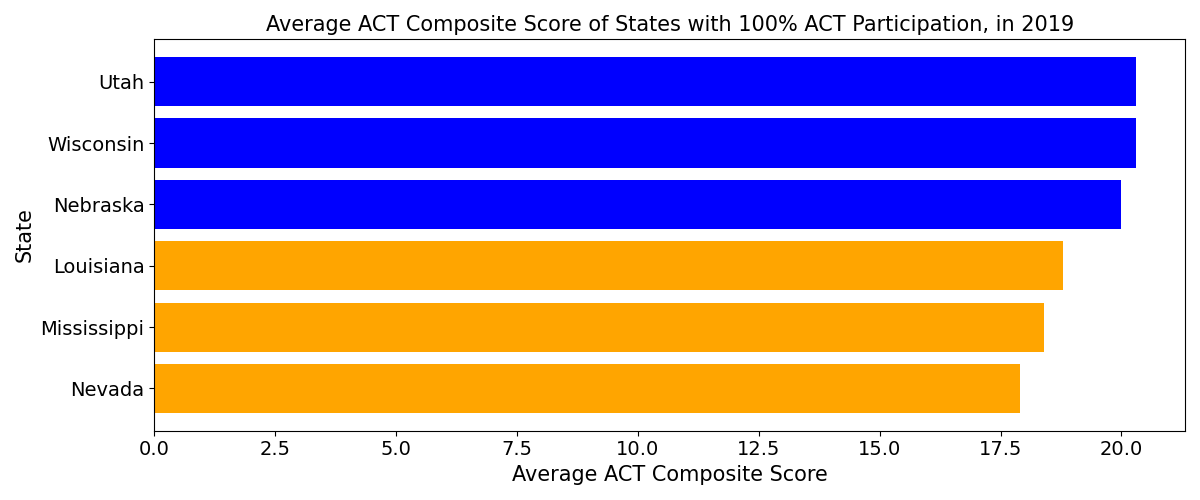 Average ACT Composite Score of States with 100% ACT Participation, in 2019
State
Utah
Wisconsin
Nebraska
Louisiana
Mississippi
Nevada
0.0 2.5 5.0 7.5 10.0 12.5 15.0 17.5 20.0
Average ACT Composite Score